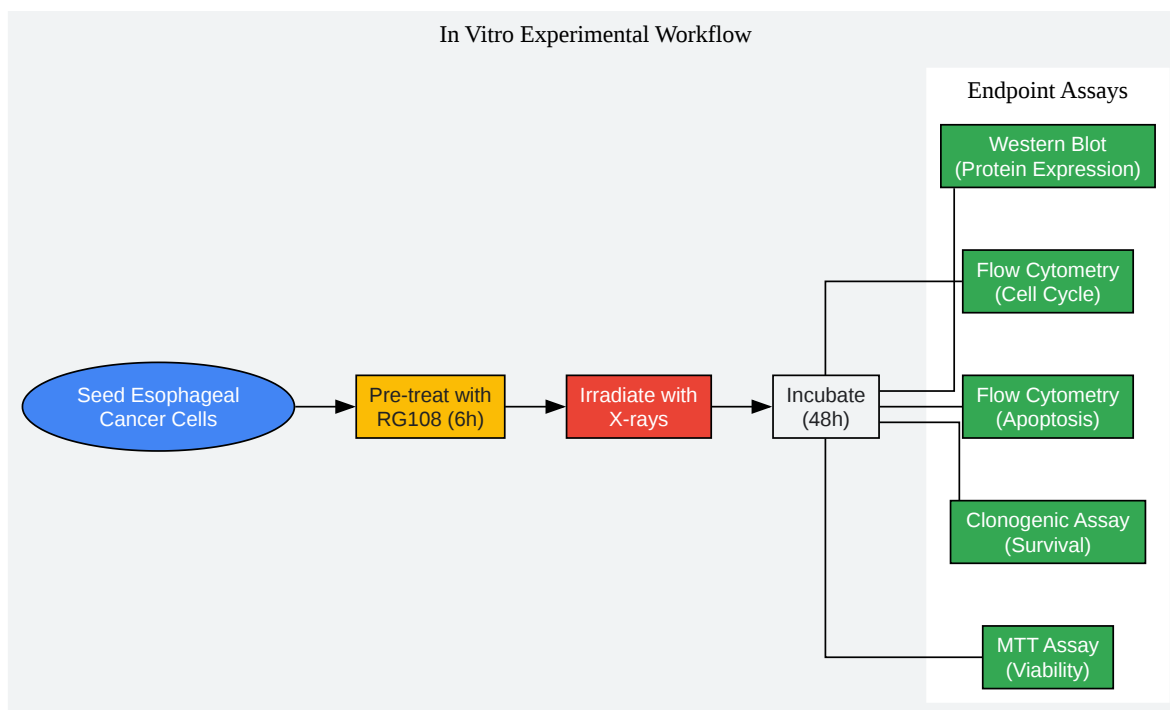 In Vitro Experimental Workflow
Endpoint Assays
Western Blot
(Protein Expression)
Flow Cytometry
(Cell Cycle)
Seed Esophageal
Cancer Cells
Pre-treat with
RG108 (6h)
Irradiate with
X-rays
Incubate
(48h)
Flow Cytometry
(Apoptosis)
Clonogenic Assay
(Survival)
MTT Assay
(Viability)